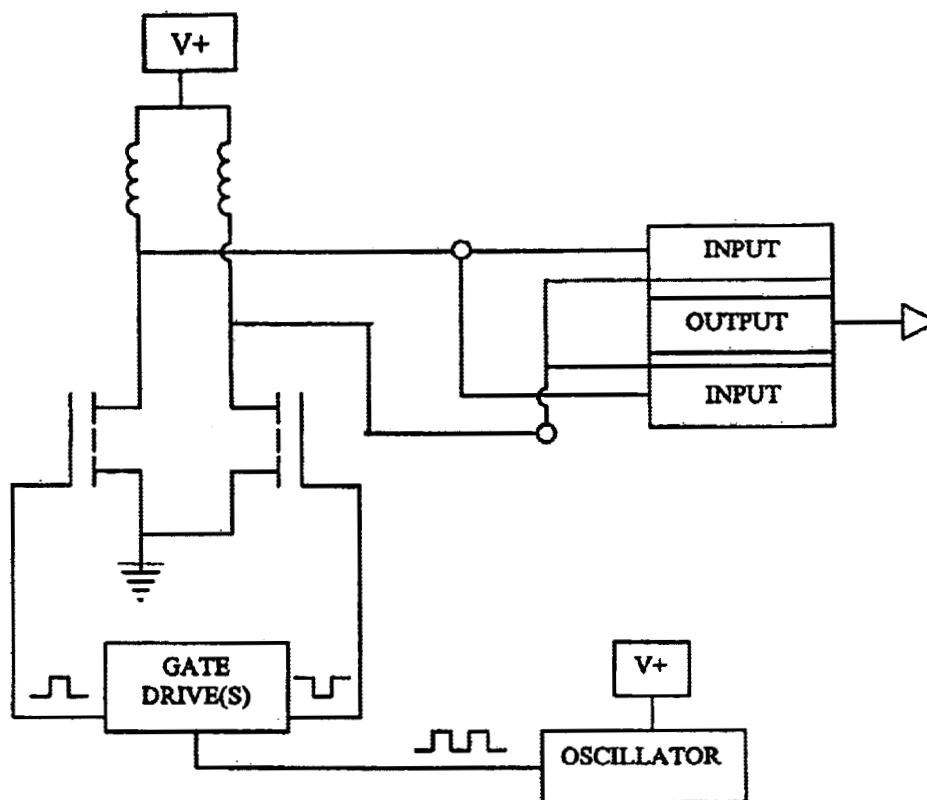 V+
INPUT
OUTPUT
INPUT
GATE
DRIVE(S)
V+
OSCILLATOR